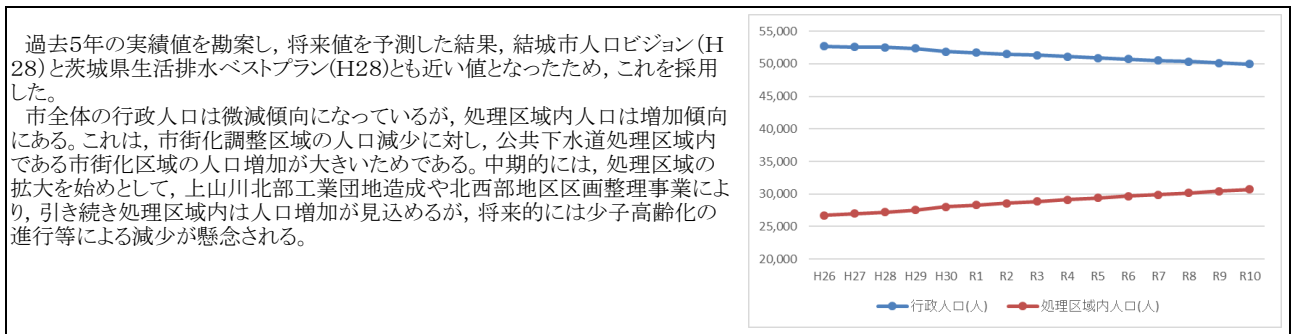 過去5年の実績値を勘案し，将来値を予測した結果，結城市人口ビジョン（H
28）と茨城県生活排水ベストプラン(H28)とも近い値となったため，これを採用
した。
市全体の行政人口は微減傾向になっているが，処理区域内人口は増加傾向
にある。これは，市街化調整区域の人口減少に対し，公共下水道処理区域内
である市街化区域の人口増加が大きいためである。中期的には，処理区域の
拡大を始めとして，上山川北部工業団地造成や北西部地区区画整理事業によ
り，引き続き処理区域内は人口増加が見込めるが，将来的には少子高齢化の
進行等による減少が懸念される。
55,000
50,000
45,000
40,000
35,000
30,000
25,000
20,000
H26 H27 H28 H29 H30 R1 R2 R3 R4 R5 R6 R7 R8 R9 R10
行政人口(人) 処理区域内人口(人)